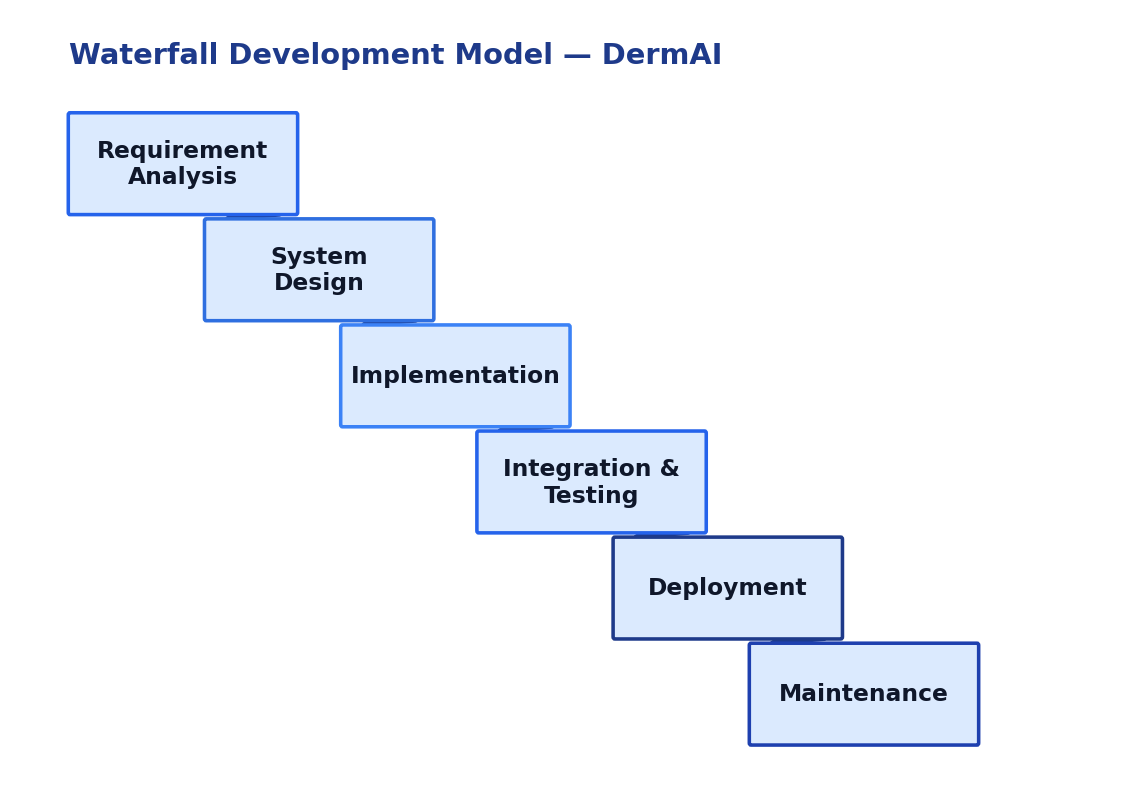 Waterfall Development Model — DermAI
Requirement
Analysis
System
Design
Implementation
Integration &
Testing
Deployment
Maintenance